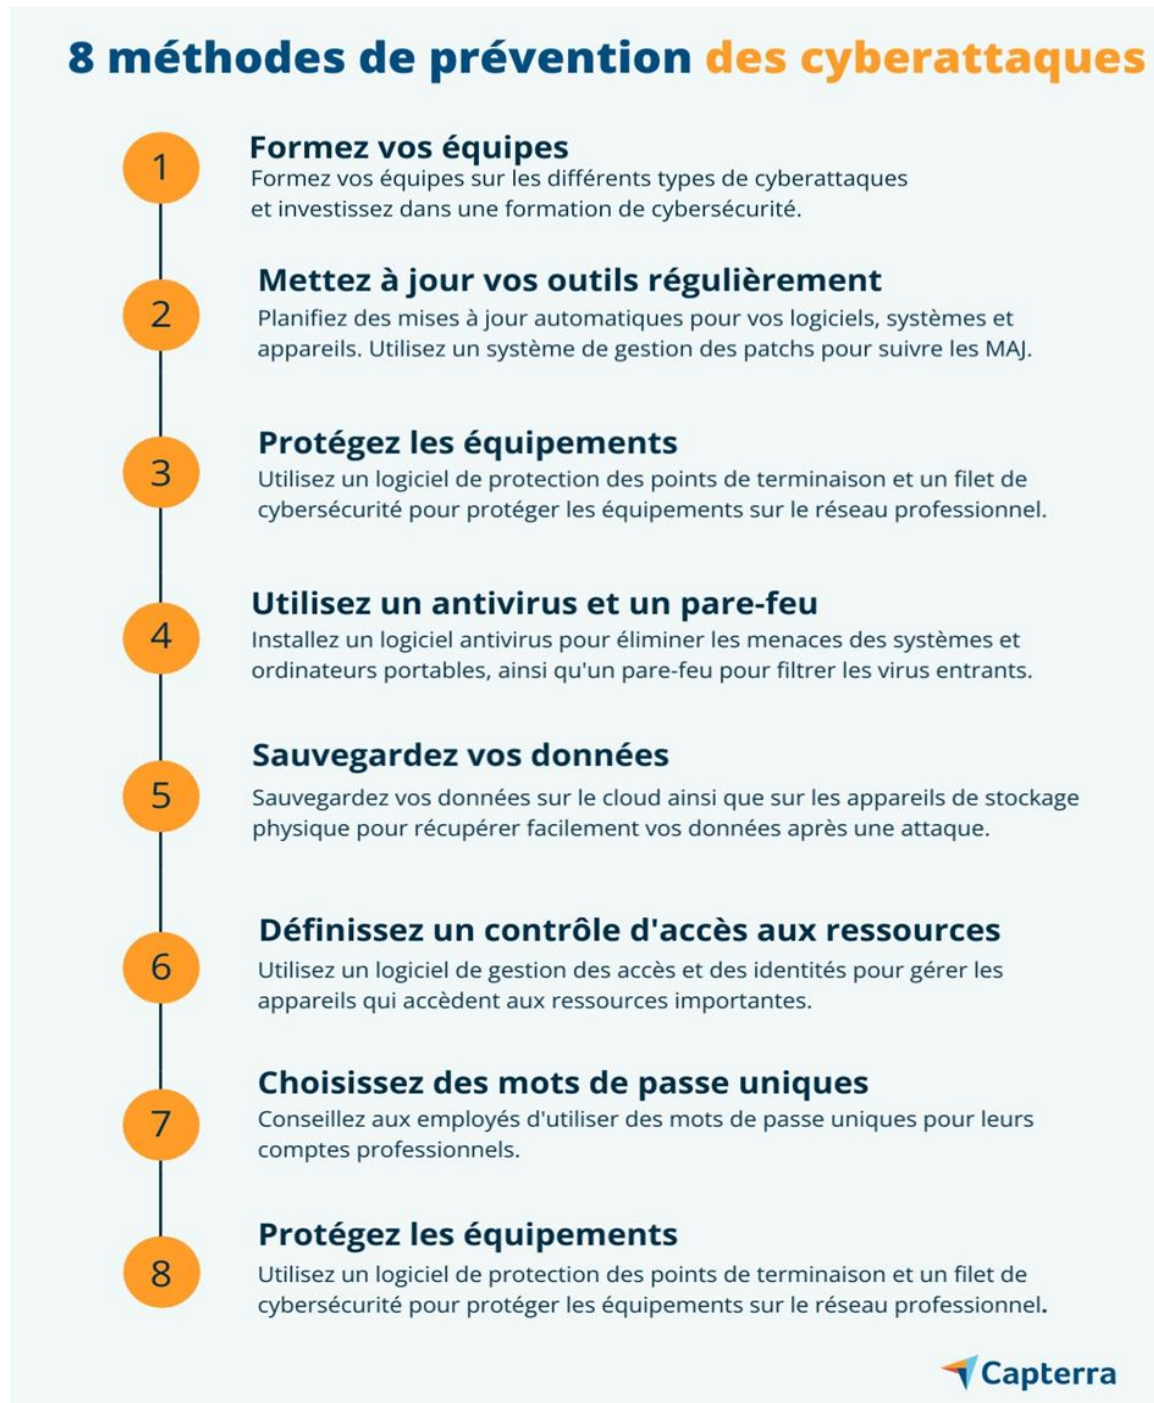 8 méthodes de prévention des cyberattaques
1
Formez vos équipes
Formez vos équipes sur les différents types de cyberattaques
et investissez dans une formation de cybersécurité.
2
Mettez à jour vos outils régulièrement
Planifiez des mises à jour automatiques pour vos logiciels, systèmes et
appareils. Utilisez un système de gestion des patchs pour suivre les MAJ.
3
Protégez les équipements
Utilisez un logiciel de protection des points de terminaison et un filet de
cybersécurité pour protéger les équipements sur le réseau professionnel.
4
Utilisez un antivirus et un pare-feu
Installez un logiciel antivirus pour éliminer les menaces des systèmes et
ordinateurs portables, ainsi qu'un pare-feu pour filtrer les virus entrants.
5
Sauvegardez vos données
Sauvegardez vos données sur le cloud ainsi que sur les appareils de stockage
physique pour récupérer facilement vos données après une attaque.
6
Définissez un contrôle d'accès aux ressources
Utilisez un logiciel de gestion des accès et des identités pour gérer les
appareils qui accèdent aux ressources importantes.
7
Choisissez des mots de passe uniques
Conseillez aux employés d'utiliser des mots de passe uniques pour leurs
comptes professionnels.
8
Protégez les équipements
Utilisez un logiciel de protection des points de terminaison et un filet de
cybersécurité pour protéger les équipements sur le réseau professionnel.
Capterra